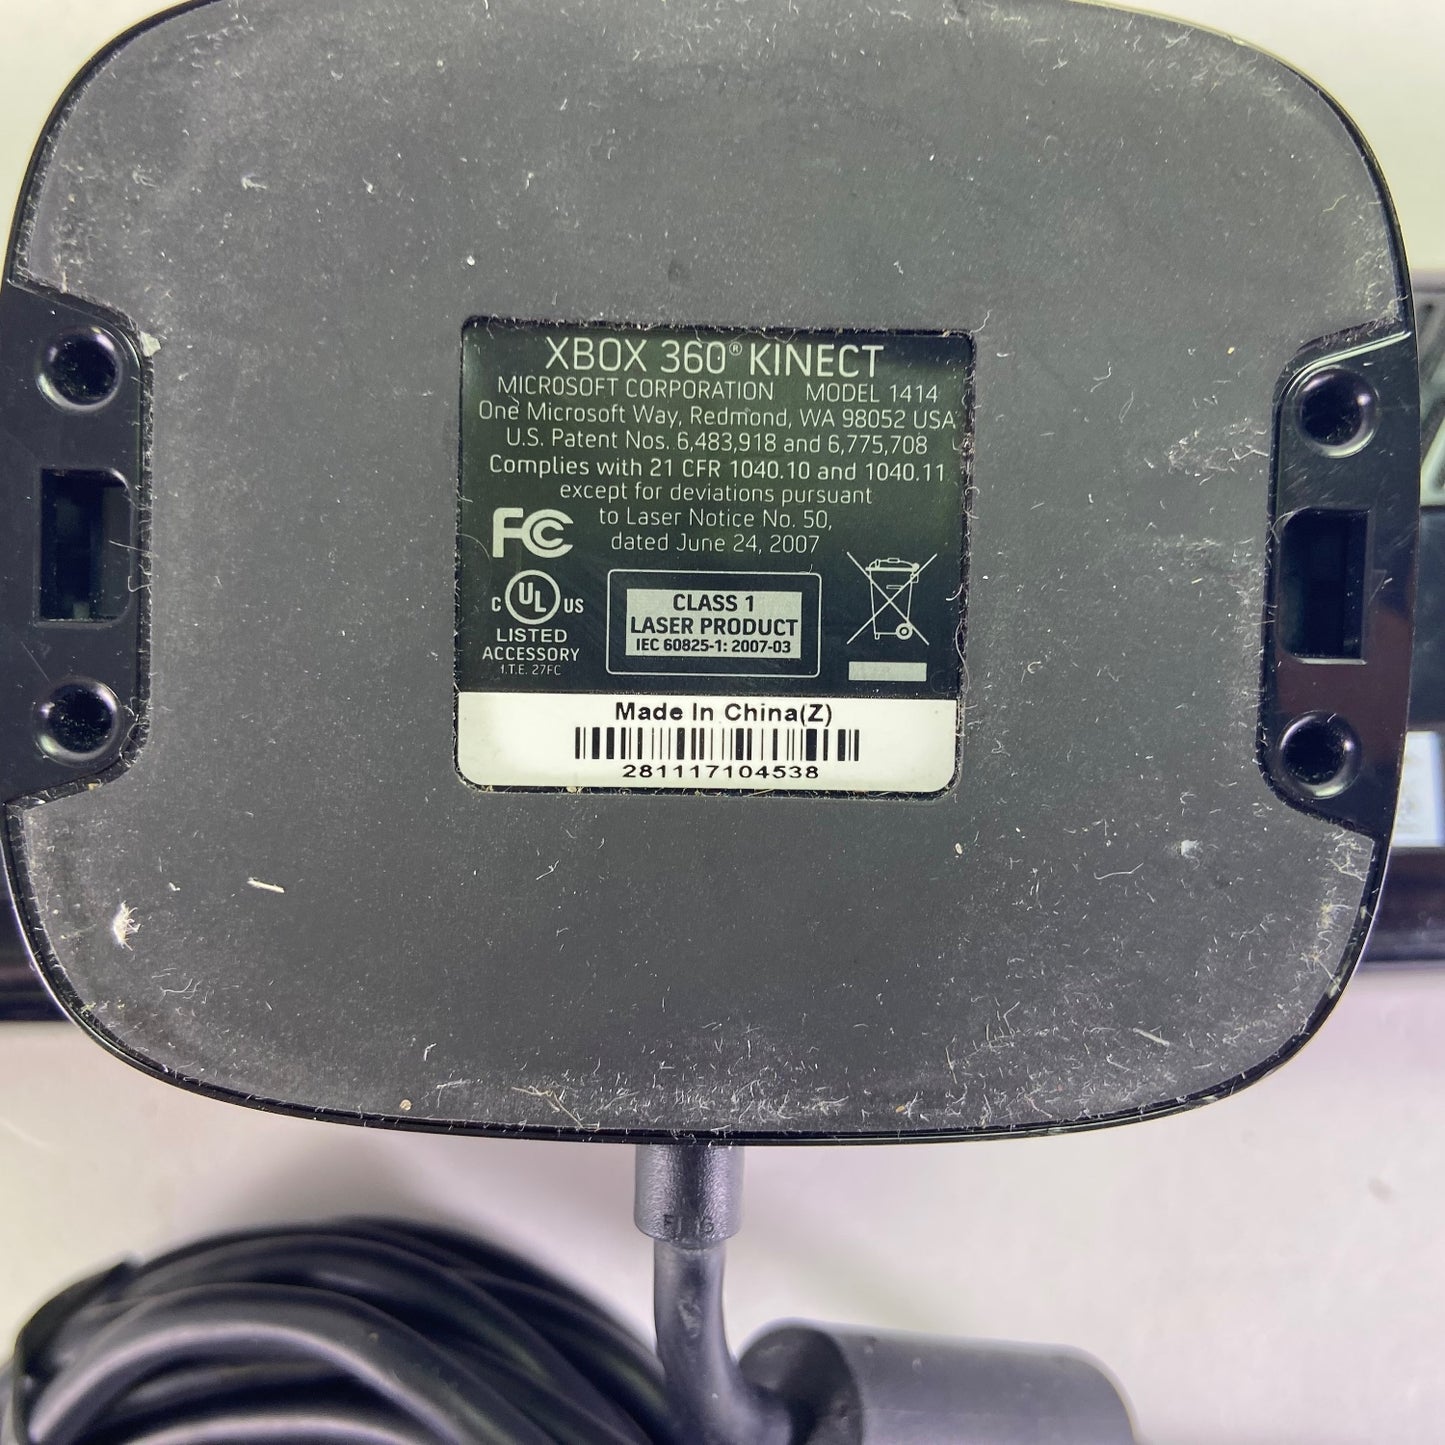 XBOX 360® KINECT
MICROSOFT CORPORATION MODEL 1414
One Microsoft Way, Redmond, WA 98052 USA
U.S. Patent Nos. 6,483,918 and 6,775,708
Complies with 21 CFR 1040.10 and 1040.11
except for deviations pursuant
to Laser Notice No. 50,
dated June 24, 2007
FC
C UL US
LISTED
ACCESSORY
I.T.E. 27FC
CLASS 1
LASER PRODUCT
IEC 60825-1: 2007-03
Made In China(Z)
281117104538